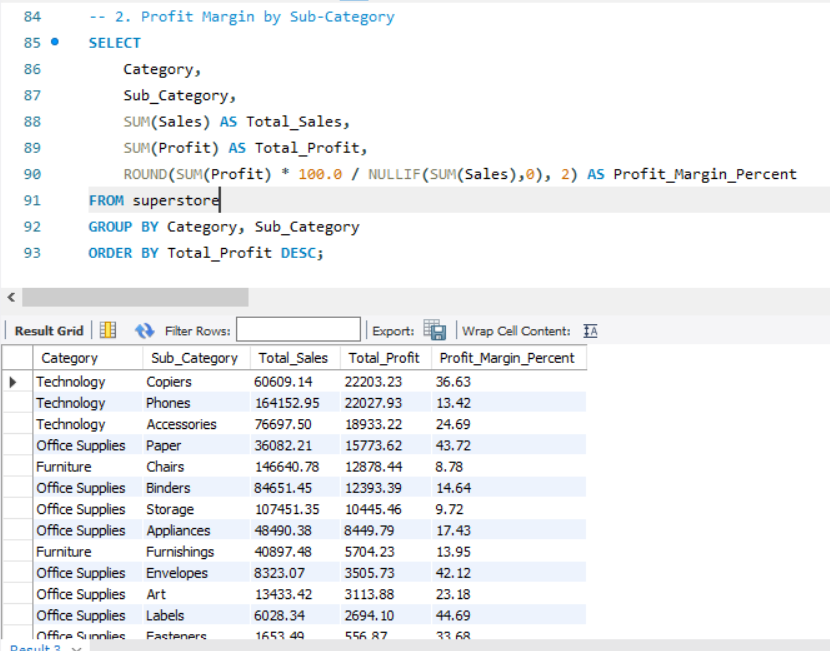 84 -- 2. Profit Margin by Sub-Category
85 SELECT
86 Category,
87 Sub_Category,
88 SUM(Sales) AS Total_Sales,
89 SUM(Profit) AS Total_Profit,
90 ROUND(SUM(Profit) * 100.0 / NULLIF(SUM(Sales),0), 2) AS Profit_Margin_Percent
91 FROM superstore
92 GROUP BY Category, Sub_Category
93 ORDER BY Total_Profit DESC;
Result Grid Filter Rows: Export: Wrap Cell Content: IA
Category Sub_Category Total_Sales Total_Profit Profit_Margin_Percent
Technology Copiers 60609.14 22203.23 36.63
Technology Phones 164152.95 22027.93 13.42
Technology Accessories 76697.50 18933.22 24.69
Office Supplies Paper 36082.21 15773.62 43.72
Furniture Chairs 146640.78 12878.44 8.78
Office Supplies Binders 84651.45 12393.39 14.64
Office Supplies Storage 107451.35 10445.46 9.72
Office Supplies Appliances 48490.38 8449.79 17.43
Furniture Furnishings 40897.48 5704.23 13.95
Office Supplies Envelopes 8323.07 3505.73 42.12
Office Supplies Art 13433.42 3113.88 23.18
Office Supplies Labels 6028.34 2694.10 44.69
Office Supplies Fasteners 1653.49 556.87 33.68
Result 3